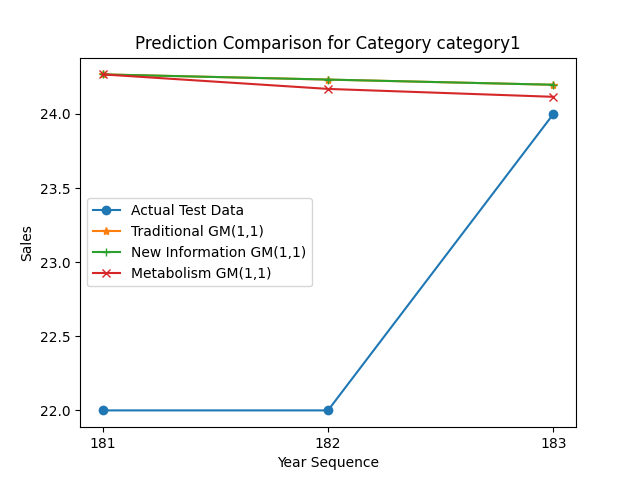 Prediction Comparison for Category category1
24.0
23.5
23.0
22.5
22.0
Sales
Actual Test Data
Traditional GM(1,1)
New Information GM(1,1)
Metabolism GM(1,1)
181
182
183
Year Sequence